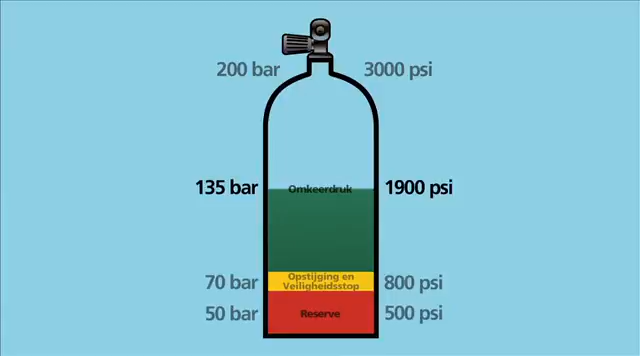 200 bar 3000 psi
135 bar Omkeerdruk 1900 psi
70 bar Opstijging en Veiligheidsstop 800 psi
50 bar Reserve 500 psi